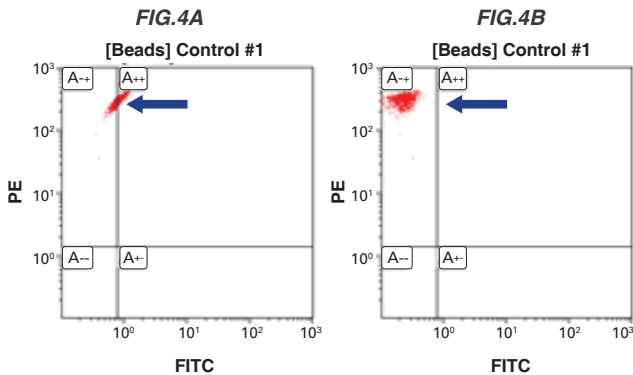 FIG.4A
[Beads] Control #1
10³
A-+
A++
10²
PE
10¹
10⁰
A--
A+-
10⁰
10¹
10²
10³
FITC
FIG.4B
[Beads] Control #1
10³
A-+
A++
10²
PE
10¹
10⁰
A--
A+-
10⁰
10¹
10²
10³
FITC